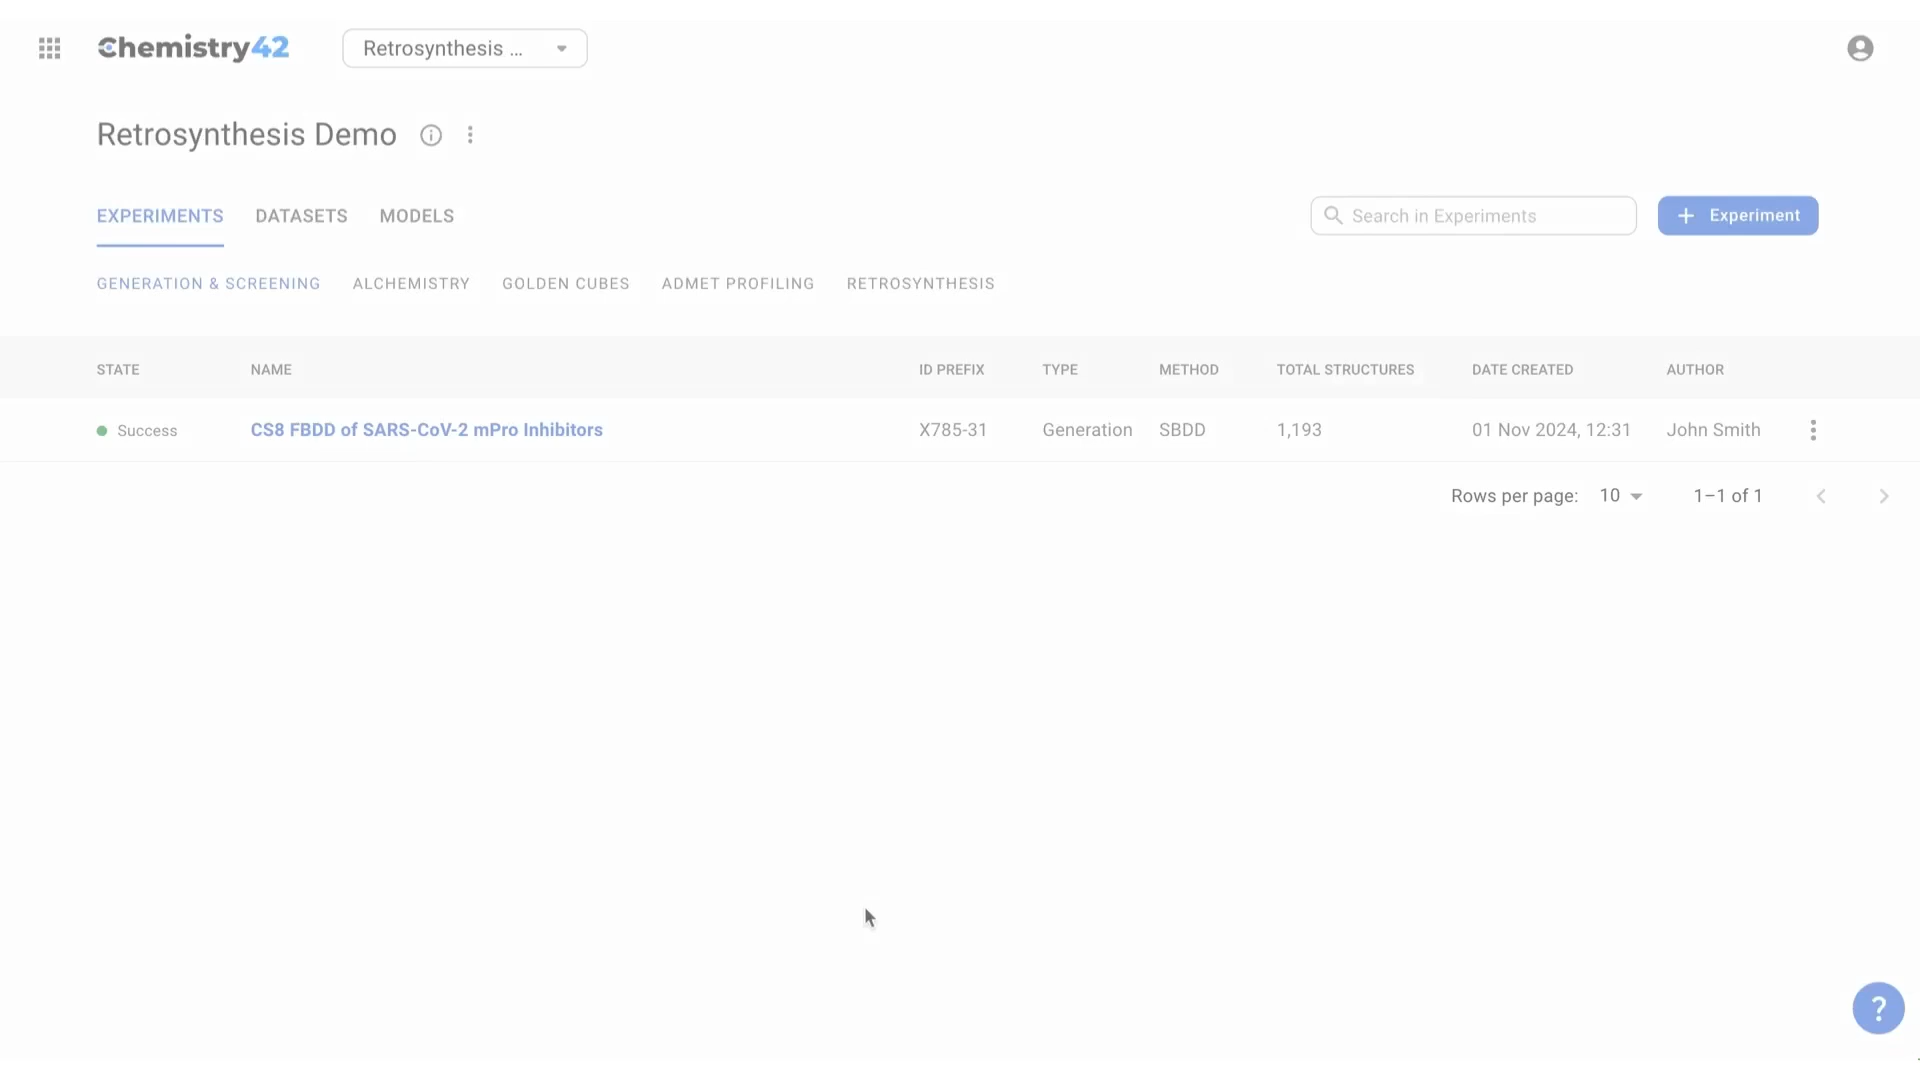 Chemistry42
Retrosynthesis ...
Retrosynthesis Demo
EXPERIMENTS DATASETS MODELS
Search in Experiments
+ Experiment
GENERATION & SCREENING ALCHEMISTRY GOLDEN CUBES ADMET PROFILING RETROSYNTHESIS
STATE NAME ID PREFIX TYPE METHOD TOTAL STRUCTURES DATE CREATED AUTHOR
Success CS8 FBDD of SARS-CoV-2 mPro Inhibitors X785-31 Generation SBDD 1,193 01 Nov 2024, 12:31 John Smith
Rows per page: 10 1–1 of 1
?